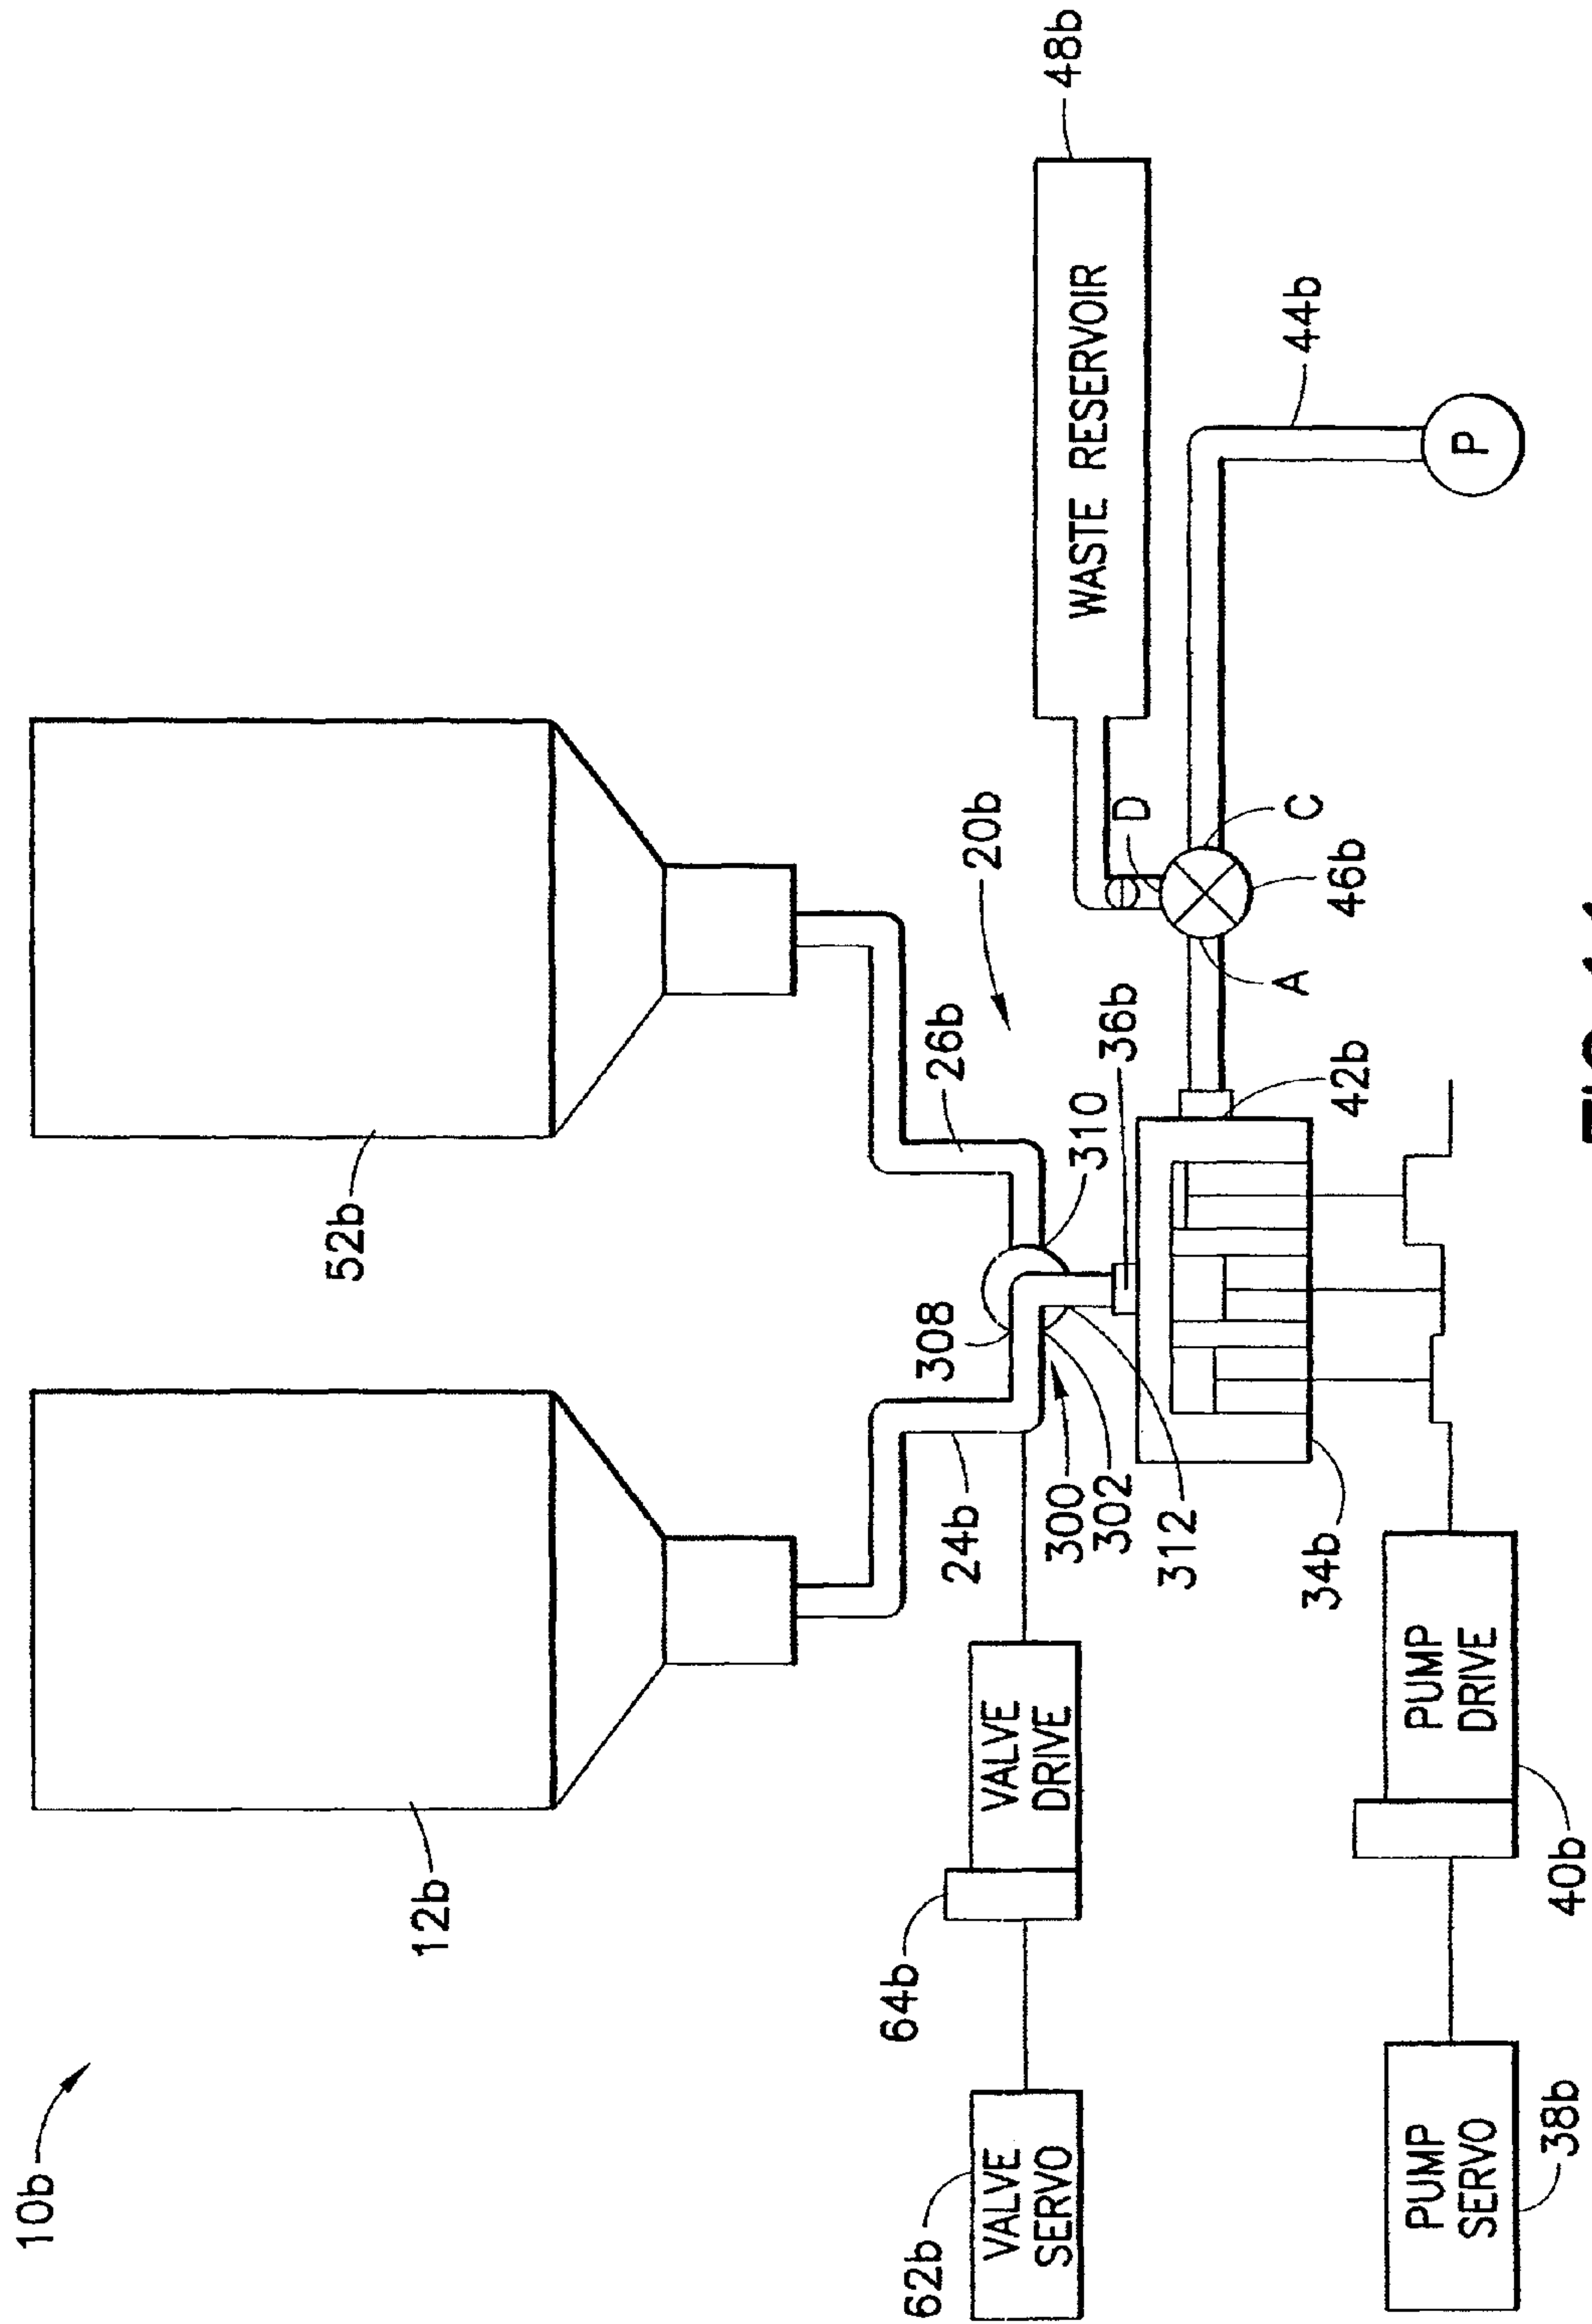 10b
12b
52b
24b
26b
20b
308
310
300
302
312
36b
64b
62b
VALVE
SERVO
VALVE
DRIVE
34b
42b
A
C
D
46b
48b
WASTE RESERVOIR
44b
P
PUMP
SERVO
38b
PUMP
DRIVE
40b